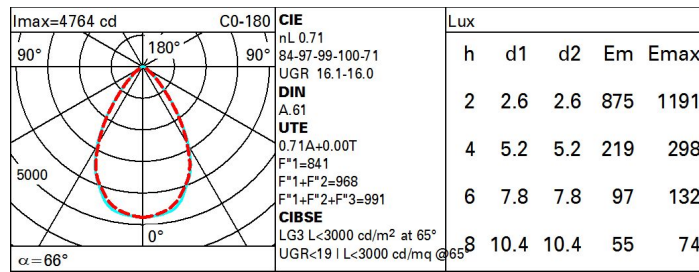 Imax=4764 cd C0-180
90° 180° 90°
5000
0°
α=66°
CIE
nL 0.71
84-97-99-100-71
UGR 16.1-16.0
DIN
A.61
UTE
0.71A+0.00T
F"1=841
F"1+F"2=968
F"1+F"2+F"3=991
CIBSE
LG3 L<3000 cd/m² at 65°
UGR<19 | L<3000 cd/mq @65°
Lux
h d1 d2 Em Emax
2 2.6 2.6 875 1191
4 5.2 5.2 219 298
6 7.8 7.8 97 132
8 10.4 10.4 55 74